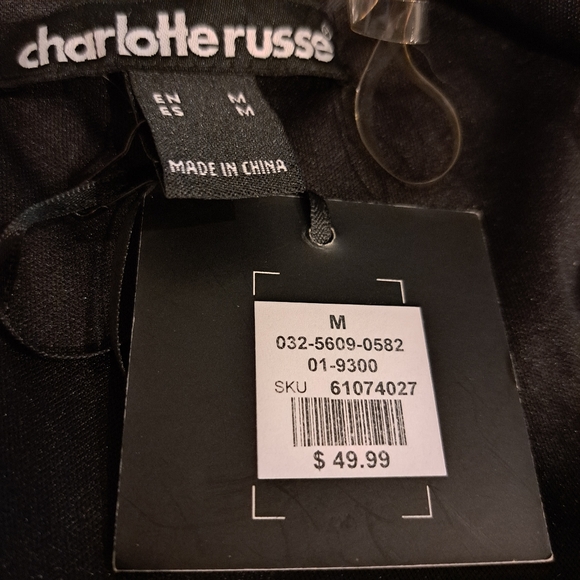 charlotte russe
EN M
ES M
MADE IN CHINA
M
032-5609-0582
01-9300
SKU 61074027
$ 49.99